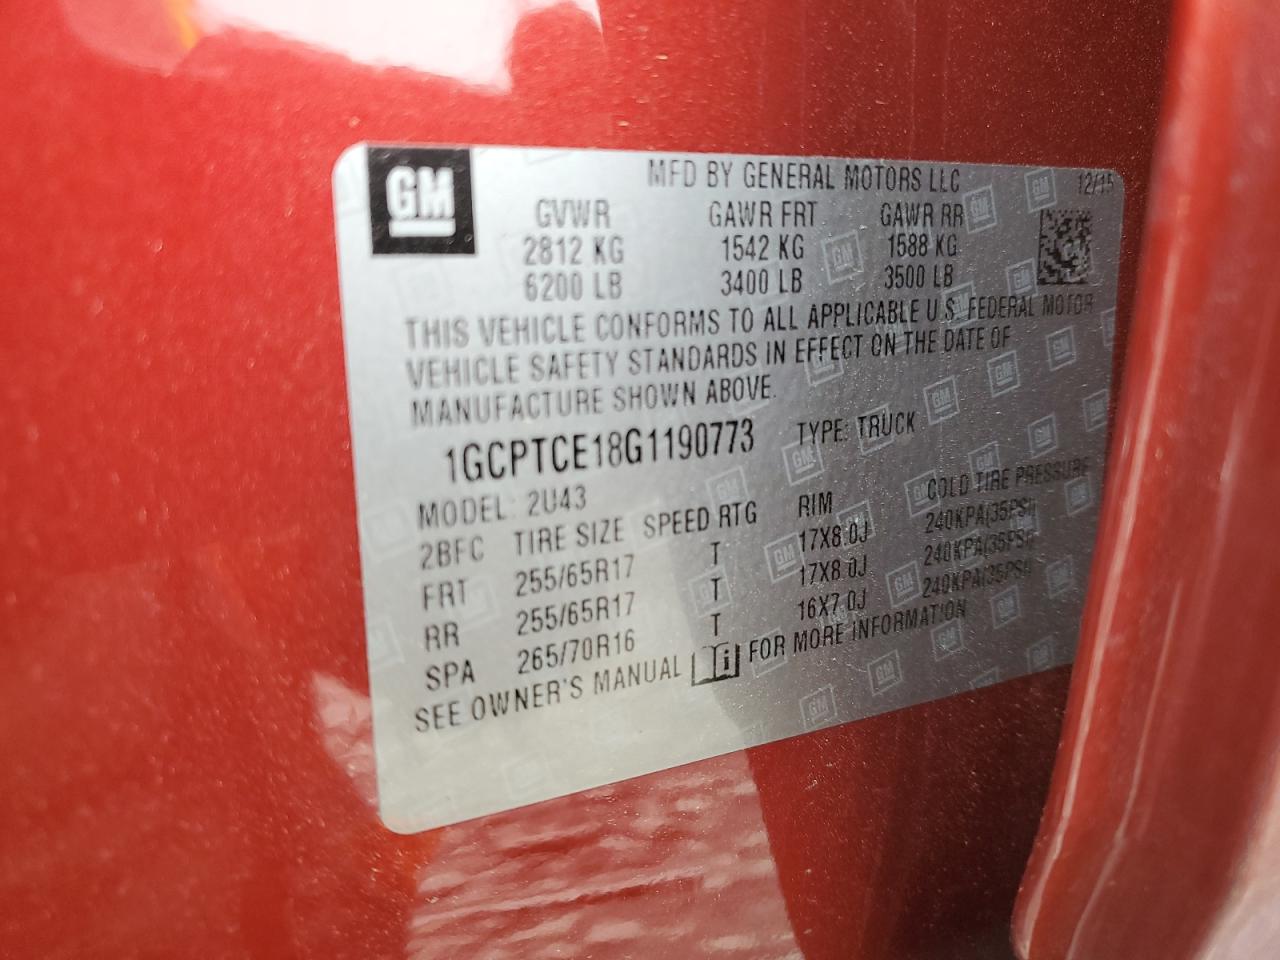 GM
MFD BY GENERAL MOTORS LLC 12/15
GVWR GAWR FRT GAWR RR
2812 KG 1542 KG 1588 KG
6200 LB 3400 LB 3500 LB
THIS VEHICLE CONFORMS TO ALL APPLICABLE U.S. FEDERAL MOTOR
VEHICLE SAFETY STANDARDS IN EFFECT ON THE DATE OF
MANUFACTURE SHOWN ABOVE.
1GCPTCE18G1190773 TYPE: TRUCK
MODEL: 2U43
2BFC TIRE SIZE SPEED RTG RIM COLD TIRE PRESSURE
FRT 255/65R17 T 17X8.0J 240KPA(35PSI)
RR 255/65R17 T 17X8.0J 240KPA(35PSI)
SPA 265/70R16 T 16X7.0J 240KPA(35PSI)
SEE OWNER'S MANUAL i FOR MORE INFORMATION